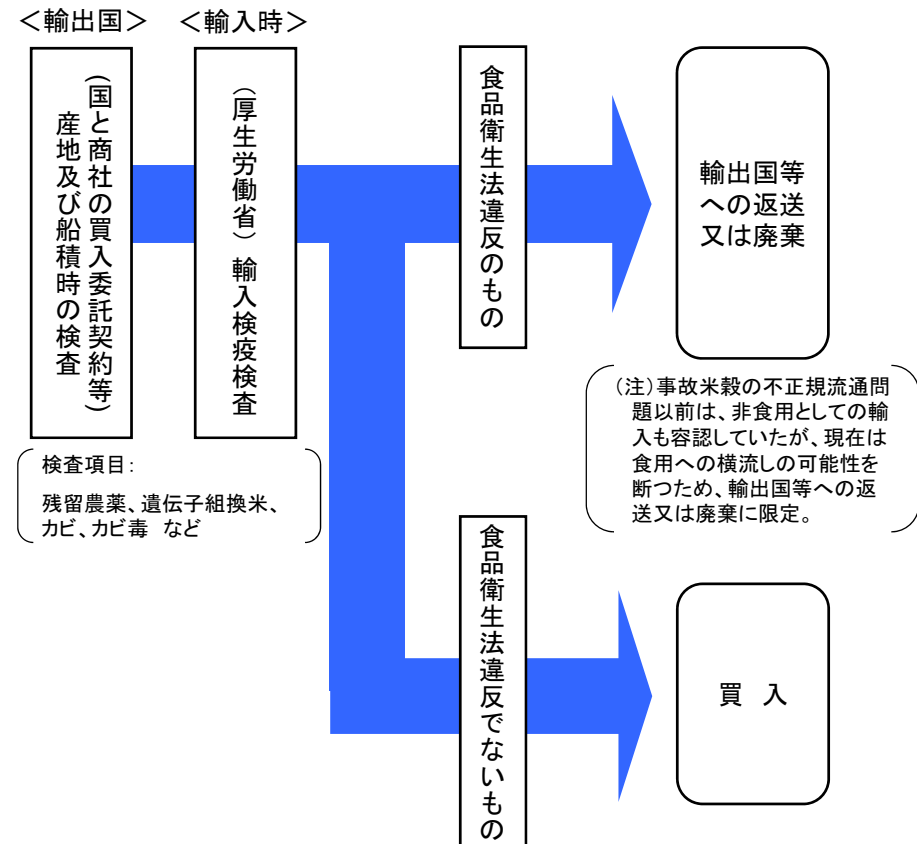 ＜輸出国＞
＜輸入時＞
（国と商社の買入委託契約等）
産地及び船積時の検査
（厚生労働省）輸入検疫検査
検査項目：
残留農薬、遺伝子組換米、
カビ、カビ毒　など
食品衛生法違反のもの
輸出国等
への返送
又は廃棄
（注）事故米穀の不正規流通問
題以前は、非食用としての輸
入も容認していたが、現在は
食用への横流しの可能性を
断つため、輸出国等への返
送又は廃棄に限定。
食品衛生法違反でないもの
買　入